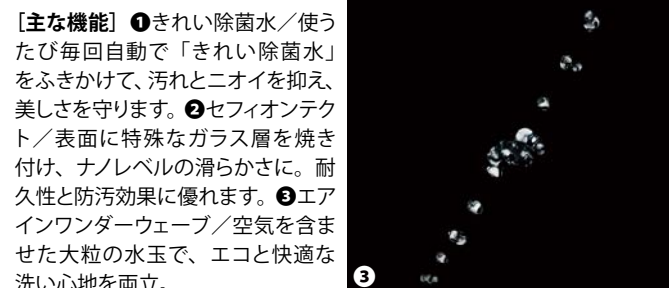 ［主な機能］❶きれい除菌水／使う
たび毎回自動で「きれい除菌水」
をふきかけて、汚れとニオイを抑え、
美しさを守ります。❷セフィオンテク
ト／表面に特殊なガラス層を焼き
付け、ナノレベルの滑らかさに。耐
久性と防汚効果に優れます。❸エア
インワンダーウェーブ／空気を含ま
せた大粒の水玉で、エコと快適な
洗い心地を両立。
❸